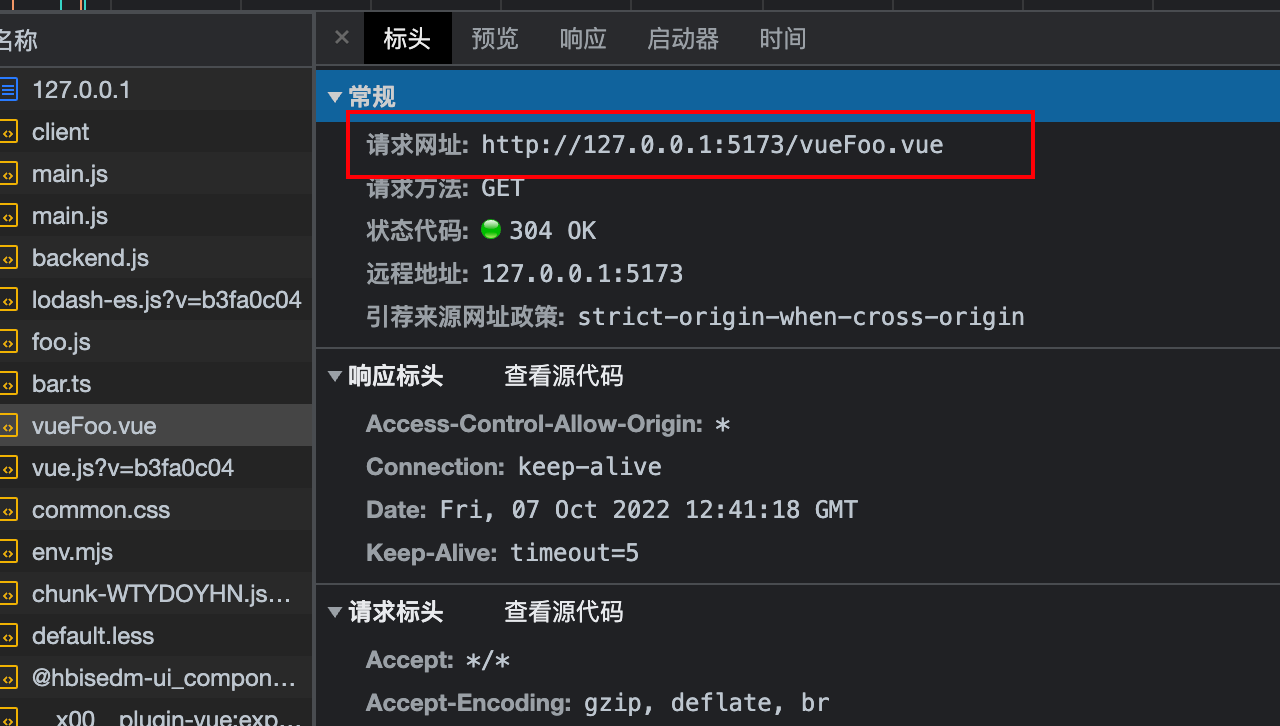 名称
127.0.0.1
client
main.js
main.js
backend.js
lodash-es.js?v=b3fa0c04
foo.js
bar.ts
vueFoo.vue
vue.js?v=b3fa0c04
common.css
env.mjs
chunk-WTYDOYHN.js…
default.less
@hbisedm-ui_compon…
__x00__plugin-vue:exp…
× 标头 预览 响应 启动器 时间
▼常规
请求网址: http://127.0.0.1:5173/vueFoo.vue
请求方法: GET
状态代码: 304 OK
远程地址: 127.0.0.1:5173
引荐来源网址政策: strict-origin-when-cross-origin
▼响应标头 查看源代码
Access-Control-Allow-Origin: *
Connection: keep-alive
Date: Fri, 07 Oct 2022 12:41:18 GMT
Keep-Alive: timeout=5
▼请求标头 查看源代码
Accept: */*
Accept-Encoding: gzip, deflate, br